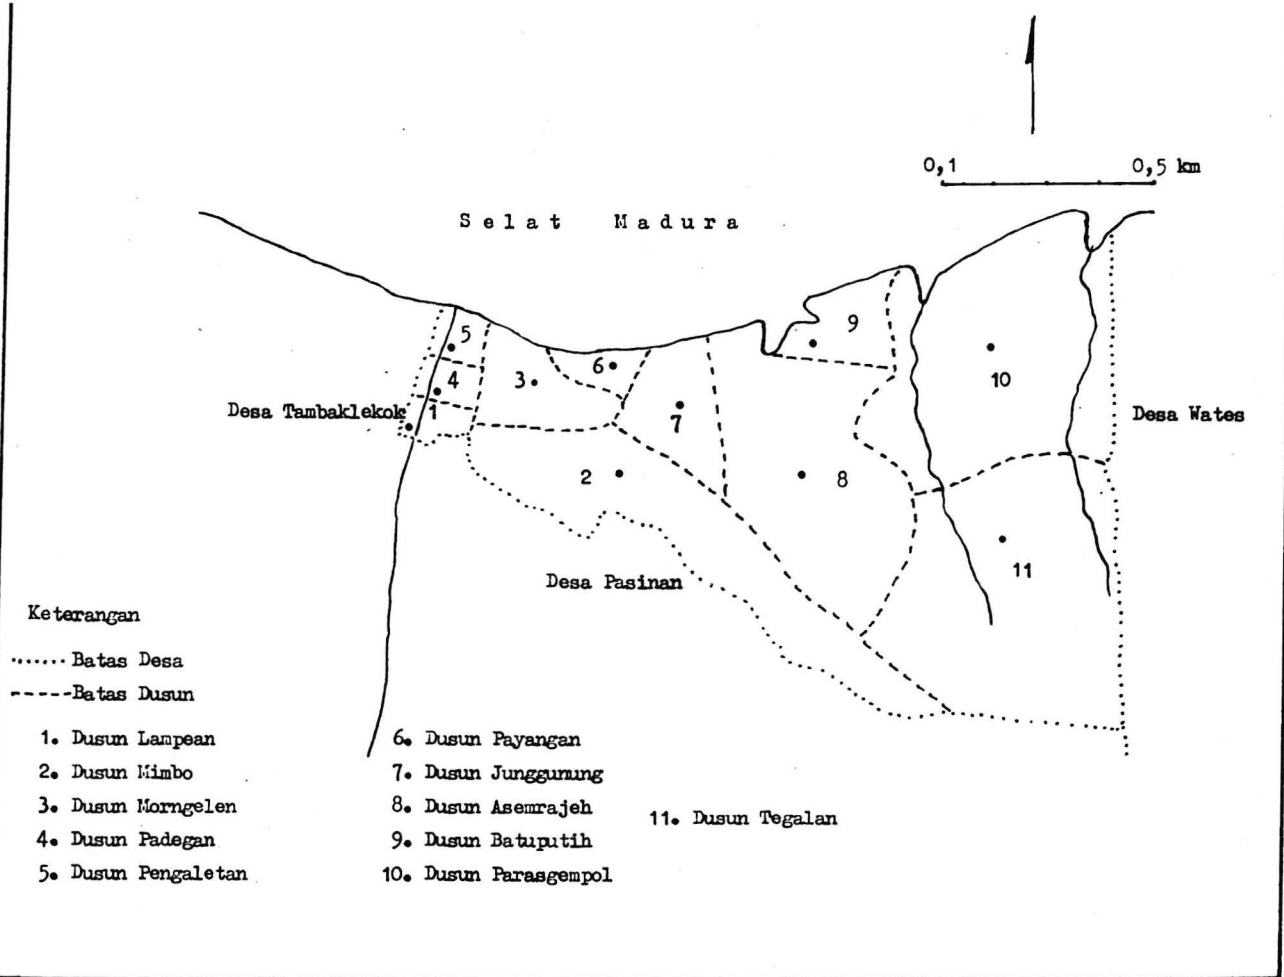 0,1 0,5 km
Selat Madura
5
9
6
4
3
10
1
Desa Tambaklekok
7
Desa Wates
2
8
11
Desa Pasinan
Keterangan
....... Batas Desa
-----Batas Dusun
1. Dusun Lampean
2. Dusun Mimbo
3. Dusun Morngelen
4. Dusun Padegan
5. Dusun Pengaletan
6. Dusun Payangan
7. Dusun Junggunung
8. Dusun Asemrajeh
9. Dusun Batuputih
10. Dusun Parasgempol
11. Dusun Tegalan